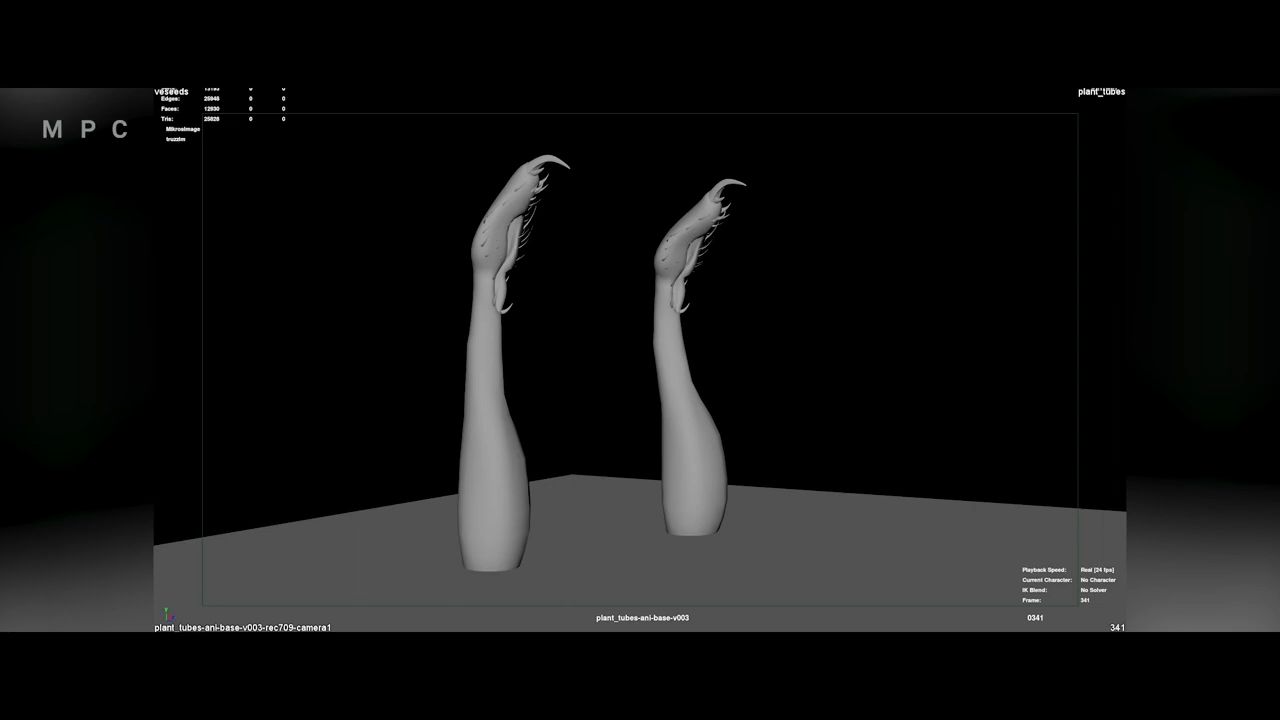 veseeds
plant_tubes
Edges: 25948 0 0
Faces: 12930 0 0
Tris: 25828 0 0
MikrosImage
truzzim
M P C
Playback Speed: Real [24 fps]
Current Character: No Character
IK Blend: No Solver
Frame: 341
plant_tubes-ani-base-v003
0341
plant_tubes-ani-base-v003-rec709-camera1
341